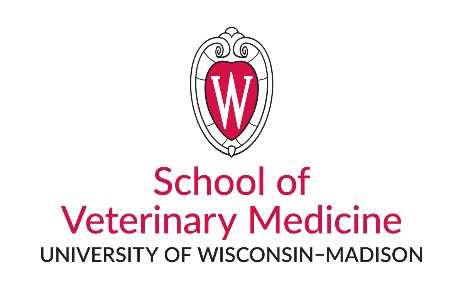 W
School of
Veterinary Medicine
UNIVERSITY OF WISCONSIN–MADISON